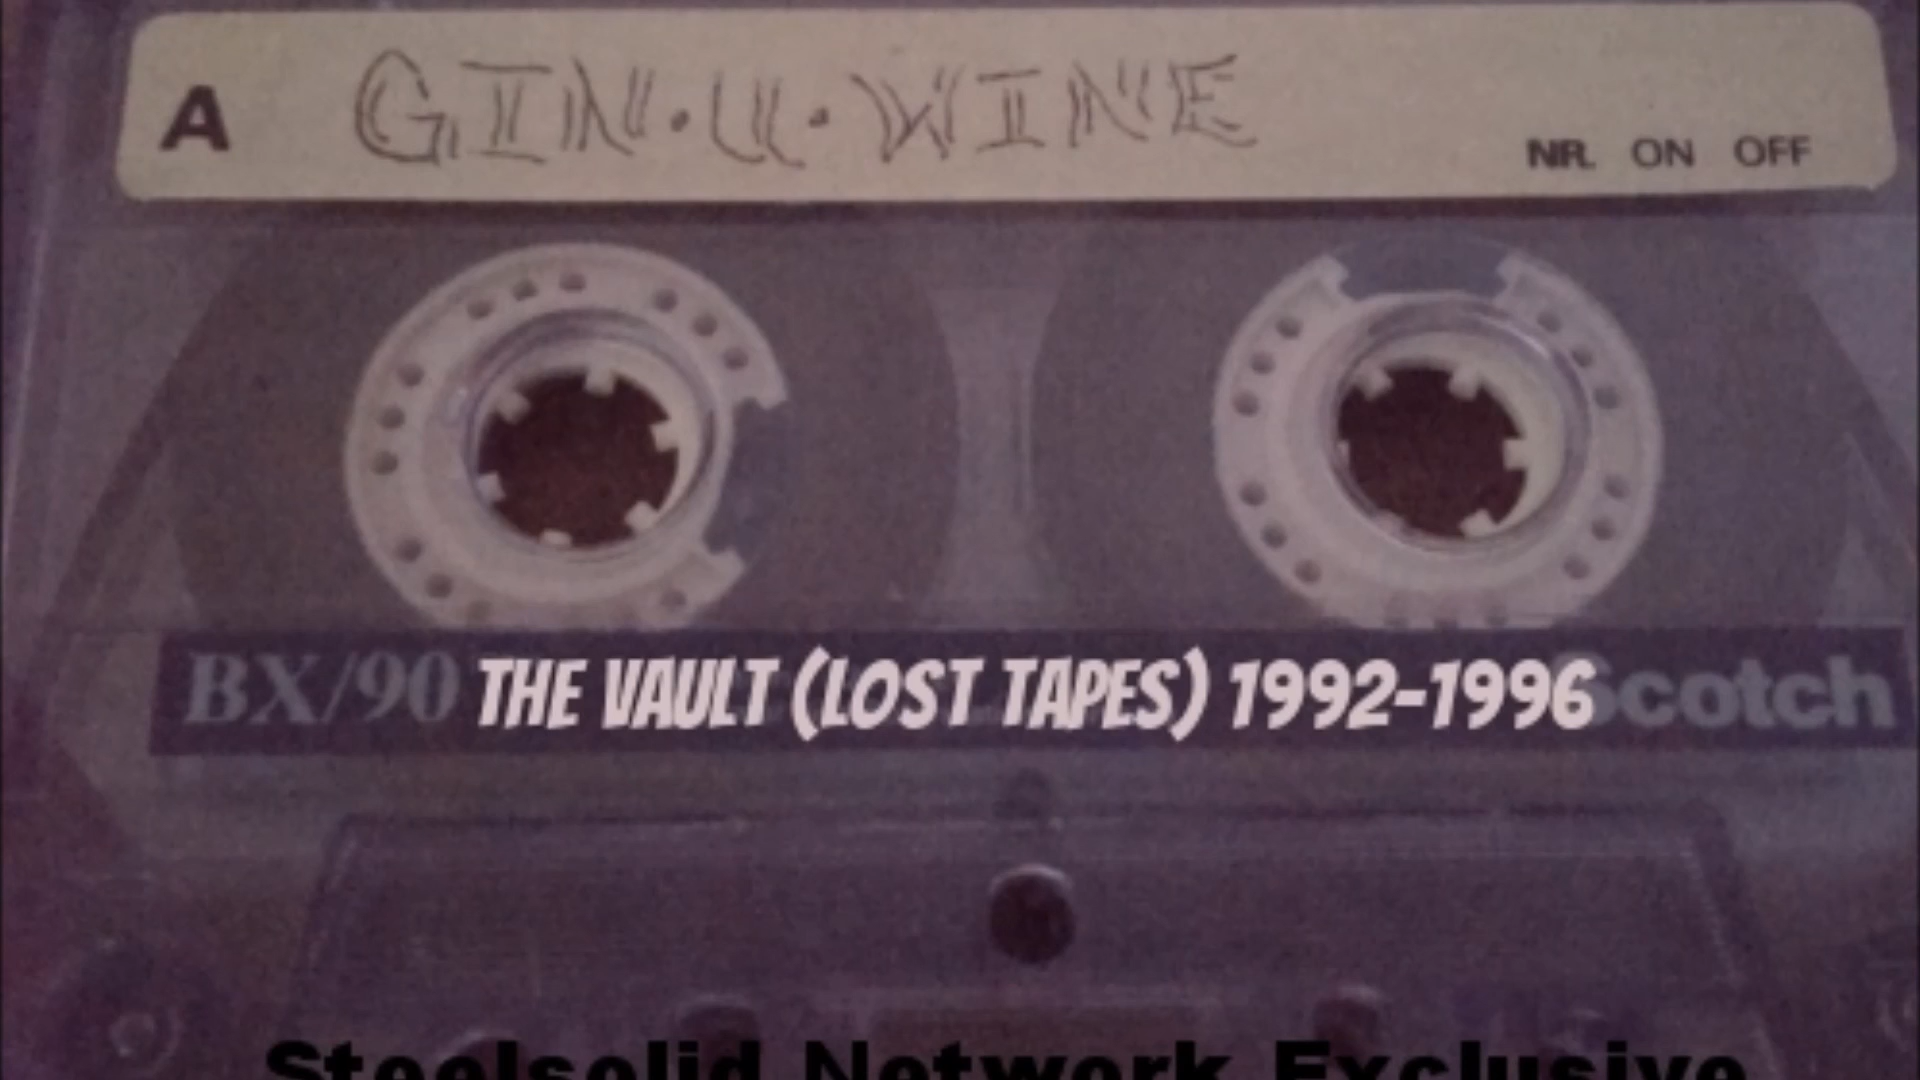 A GIN·U·WINE
NR. ON OFF
BX/90 THE VAULT (LOST TAPES) 1992-1996 Scotch
Steelsolid Network Exclusive